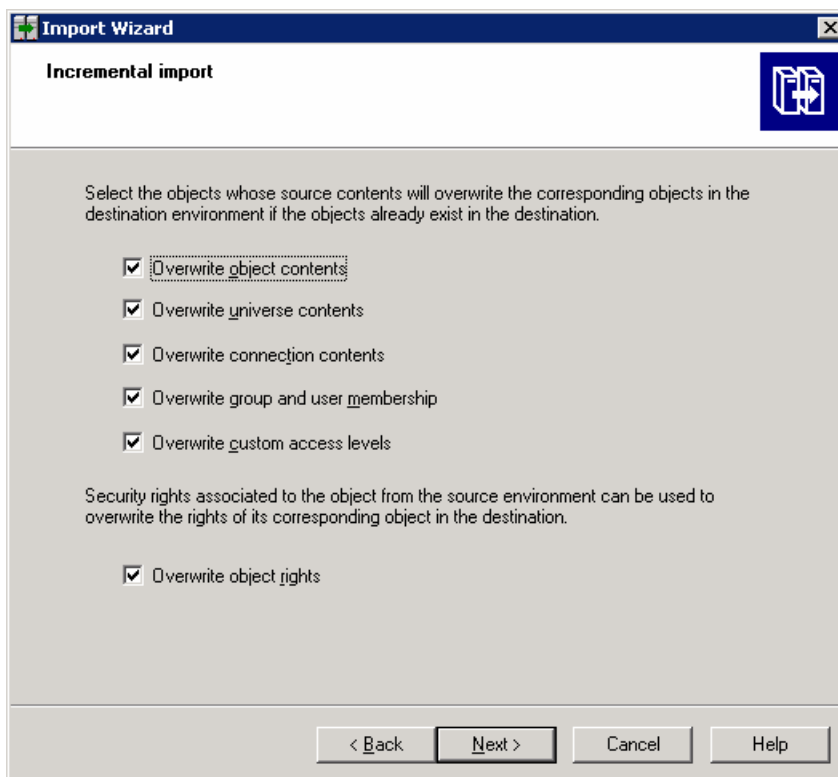 Import Wizard
Incremental import
Select the objects whose source contents will overwrite the corresponding objects in the
destination environment if the objects already exist in the destination.
Overwrite object contents
Overwrite universe contents
Overwrite connection contents
Overwrite group and user membership
Overwrite custom access levels
Security rights associated to the object from the source environment can be used to
overwrite the rights of its corresponding object in the destination.
Overwrite object rights
< Back Next > Cancel Help